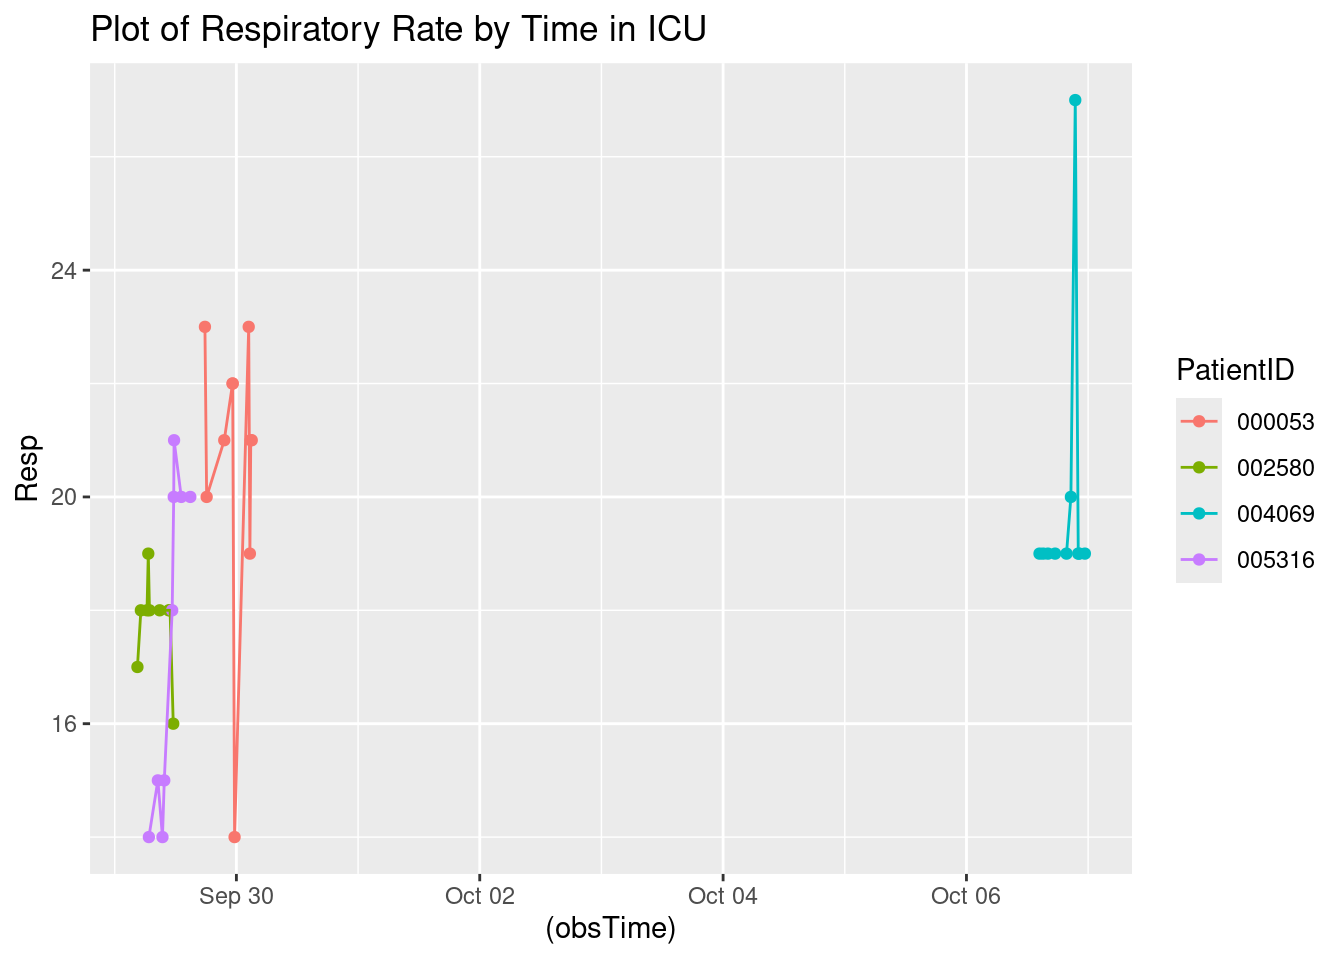 Plot of Respiratory Rate by Time in ICU
24
20
16
Resp
Sep 30
Oct 02
Oct 04
Oct 06
(obsTime)
PatientID
000053
002580
004069
005316